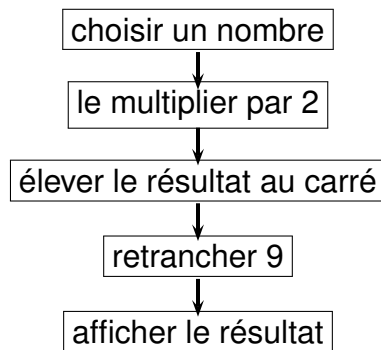 choisir un nombre
le multiplier par 2
élever le résultat au carré
retrancher 9
afficher le résultat